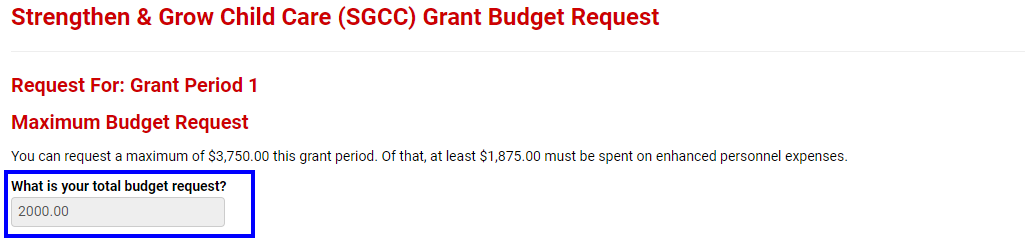 Strengthen & Grow Child Care (SGCC) Grant Budget Request
Request For: Grant Period 1
Maximum Budget Request
You can request a maximum of $3,750.00 this grant period. Of that, at least $1,875.00 must be spent on enhanced personnel expenses.
What is your total budget request?
2000.00